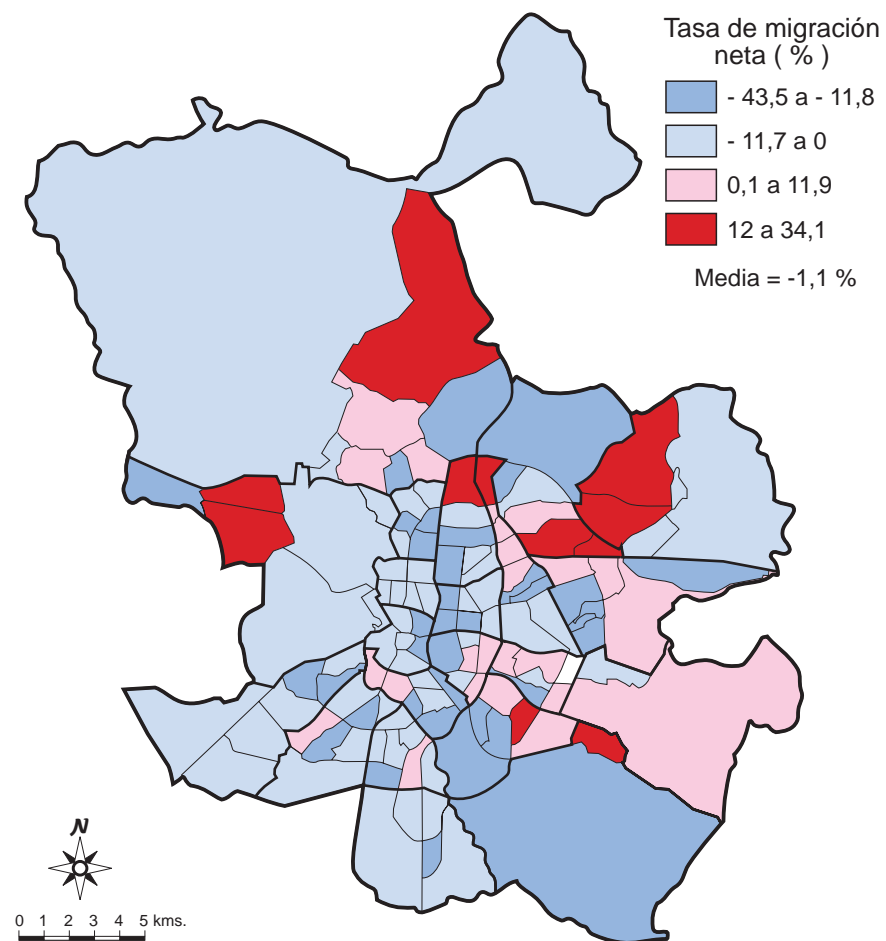 Tasa de migración
neta ( % )
- 43,5 a - 11,8
- 11,7 a 0
0,1 a 11,9
12 a 34,1
Media = -1,1 %
N
0 1 2 3 4 5 kms.